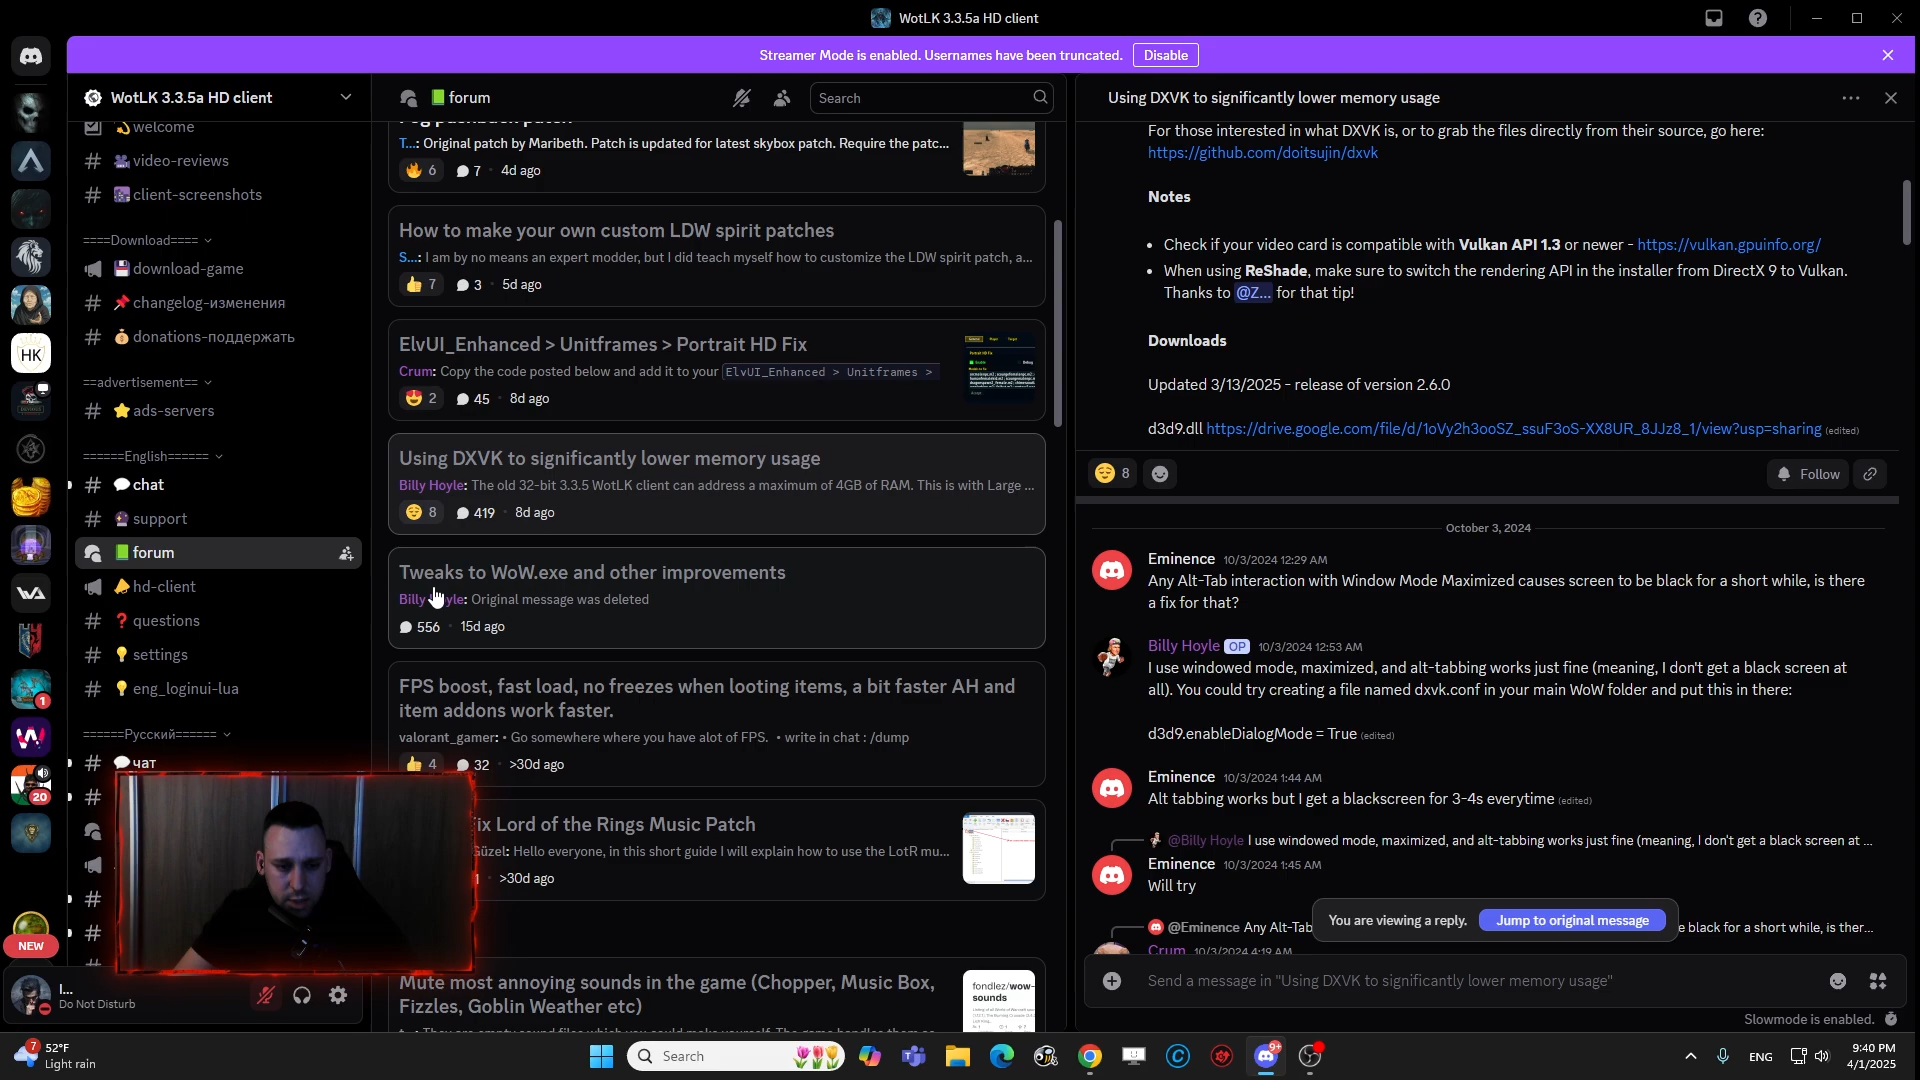 WotLK 3.3.5a HD client
Streamer Mode is enabled. Usernames have been truncated.
Disable
WotLK 3.3.5a HD client
welcome
video-reviews
client-screenshots
====Download====
download-game
changelog-изменения
donations-поддержать
==advertisement==
ads-servers
======English======
chat
support
forum
hd-client
questions
settings
eng_loginui-lua
======Русский======
чат
HK
1
20
NEW
I...
Do Not Disturb
forum
Search
T...: Original patch by Maribeth. Patch is updated for latest skybox patch. Require the patc...
6 7 · 4d ago
How to make your own custom LDW spirit patches
S...: I am by no means an expert modder, but I did teach myself how to customize the LDW spirit patch, a...
7 3 · 5d ago
ElvUI_Enhanced > Unitframes > Portrait HD Fix
Crum: Copy the code posted below and add it to your ElvUI_Enhanced > Unitframes >
2 45 · 8d ago
Using DXVK to significantly lower memory usage
Billy Hoyle: The old 32-bit 3.3.5 WotLK client can address a maximum of 4GB of RAM. This is with Large ...
8 419 · 8d ago
Tweaks to WoW.exe and other improvements
Billy Hoyle: Original message was deleted
556 · 15d ago
FPS boost, fast load, no freezes when looting items, a bit faster AH and
item addons work faster.
valorant_gamer: • Go somewhere where you have alot of FPS. • write in chat : /dump
4 32 · >30d ago
ix Lord of the Rings Music Patch
Güzel: Hello everyone, in this short guide I will explain how to use the LotR mu...
>30d ago
Mute most annoying sounds in the game (Chopper, Music Box,
Fizzles, Goblin Weather etc)
fondlez/wow-
sounds
Using DXVK to significantly lower memory usage
For those interested in what DXVK is, or to grab the files directly from their source, go here:
https://github.com/doitsujin/dxvk
Notes
• Check if your video card is compatible with Vulkan API 1.3 or newer - https://vulkan.gpuinfo.org/
• When using ReShade, make sure to switch the rendering API in the installer from DirectX 9 to Vulkan.
Thanks to @Z... for that tip!
Downloads
Updated 3/13/2025 - release of version 2.6.0
d3d9.dll https://drive.google.com/file/d/1oVy2h3ooSZ_ssuF3oS-XX8UR_8JJz8_1/view?usp=sharing (edited)
8
Follow
October 3, 2024
Eminence 10/3/2024 12:29 AM
Any Alt-Tab interaction with Window Mode Maximized causes screen to be black for a short while, is there
a fix for that?
Billy Hoyle OP 10/3/2024 12:53 AM
I use windowed mode, maximized, and alt-tabbing works just fine (meaning, I don't get a black screen at
all). You could try creating a file named dxvk.conf in your main WoW folder and put this in there:
d3d9.enableDialogMode = True (edited)
Eminence 10/3/2024 1:44 AM
Alt tabbing works but I get a blackscreen for 3-4s everytime (edited)
@Billy Hoyle I use windowed mode, maximized, and alt-tabbing works just fine (meaning, I don't get a black screen at ...
Eminence 10/3/2024 1:45 AM
Will try
You are viewing a reply.
Jump to original message
@Eminence Any Alt-Tab
e black for a short while, is ther...
Crum 10/3/2024 4:19 AM
Send a message in "Using DXVK to significantly lower memory usage"
Slowmode is enabled.
7
52°F
Light rain
Search
9+
ENG
9:40 PM
4/1/2025